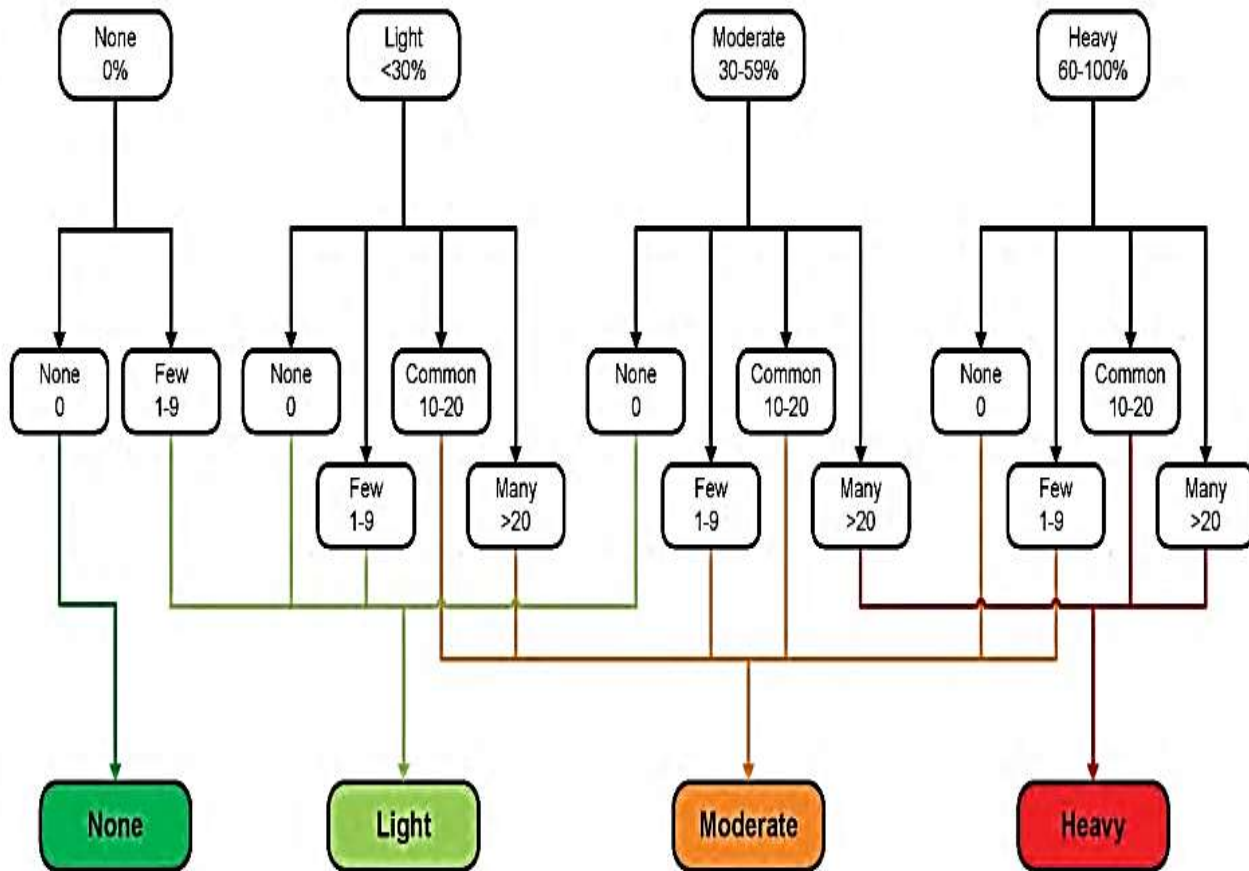 None
0%
Light
<30%
Moderate
30-59%
Heavy
60-100%
None
0
Few
1-9
None
0
Common
10-20
None
0
Common
10-20
None
0
Common
10-20
Few
1-9
Many
>20
Few
1-9
Many
>20
Few
1-9
Many
>20
None
Light
Moderate
Heavy